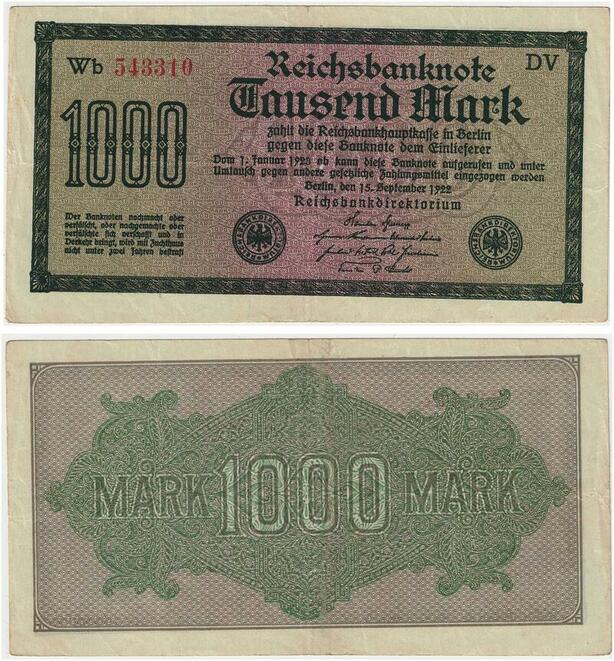 Wb 543310
DV
Reichsbanknote
Tausend Mark
1000
zahlt die Reichsbankhauptkasse in Berlin
gegen diese Banknote dem Einlieferer
Vom 1. Januar 1923 ab kann diese Banknote aufgerufen und unter
Umtausch gegen andere gesetzliche Zahlungsmittel eingezogen werden
Berlin, den 15. September 1922
Reichsbankdirektorium
Wer Banknoten nachmacht oder
verfälscht, oder nachgemachte oder
verfälschte sich verschafft und in
Verkehr bringt, wird mit Zuchthaus
nicht unter zwei Jahren bestraft
REICHSBANKDIREKTORIUM
REICHSBANKDIREKTORIUM
MARK 1000 MARK